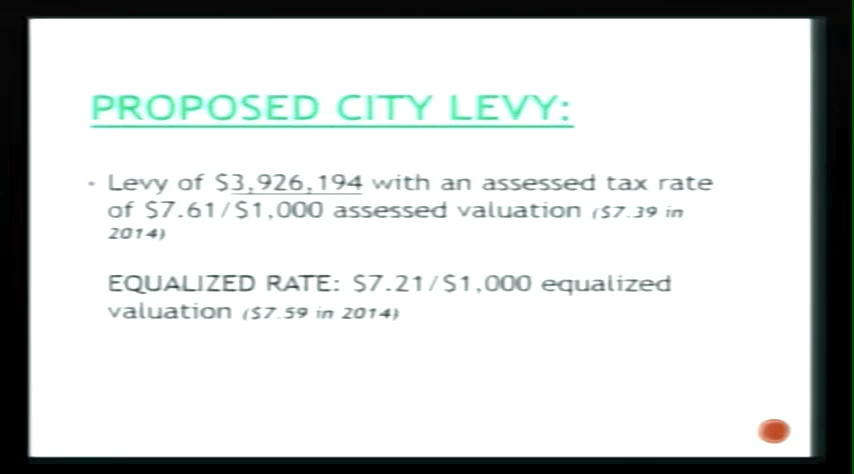 PROPOSED CITY LEVY:
• Levy of $3,926,194 with an assessed tax rate
of $7.61/$1,000 assessed valuation ($7.39 in
2014)
EQUALIZED RATE: $7.21/$1,000 equalized
valuation ($7.59 in 2014)